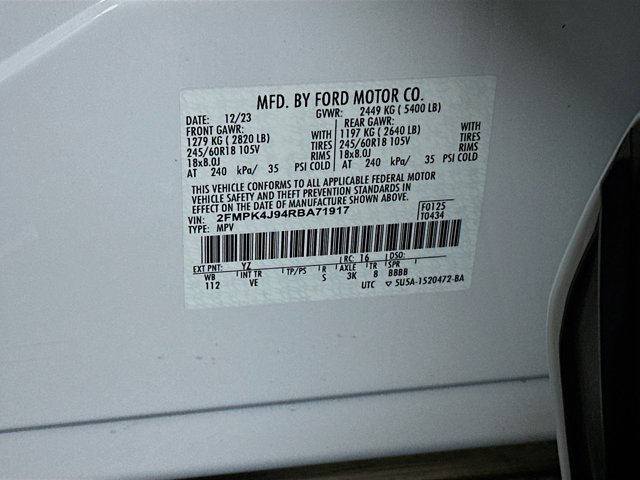 MFD. BY FORD MOTOR CO.
DATE: 12/23 GVWR: 2449 KG ( 5400 LB)
FRONT GAWR: REAR GAWR:
1279 KG ( 2820 LB) WITH 1197 KG ( 2640 LB) WITH
245/60R18 105V TIRES 245/60R18 105V TIRES
18x8.0J RIMS 18x8.0J RIMS
AT 240 kPa/ 35 PSI COLD AT 240 kPa/ 35 PSI COLD
THIS VEHICLE CONFORMS TO ALL APPLICABLE FEDERAL MOTOR
VEHICLE SAFETY AND THEFT PREVENTION STANDARDS IN
EFFECT ON THE DATE OF MANUFACTURE SHOWN ABOVE.
VIN: 2FMPK4J94RBA71917 F0125
TYPE: MPV T0434
EXT PNT: YZ RC: 16 DSO:
WB INT TR TP/PS R AXLE TR SPR
112 VE S 3K 8 BBBB
UTC ▽ 5U5A-1520472-BA